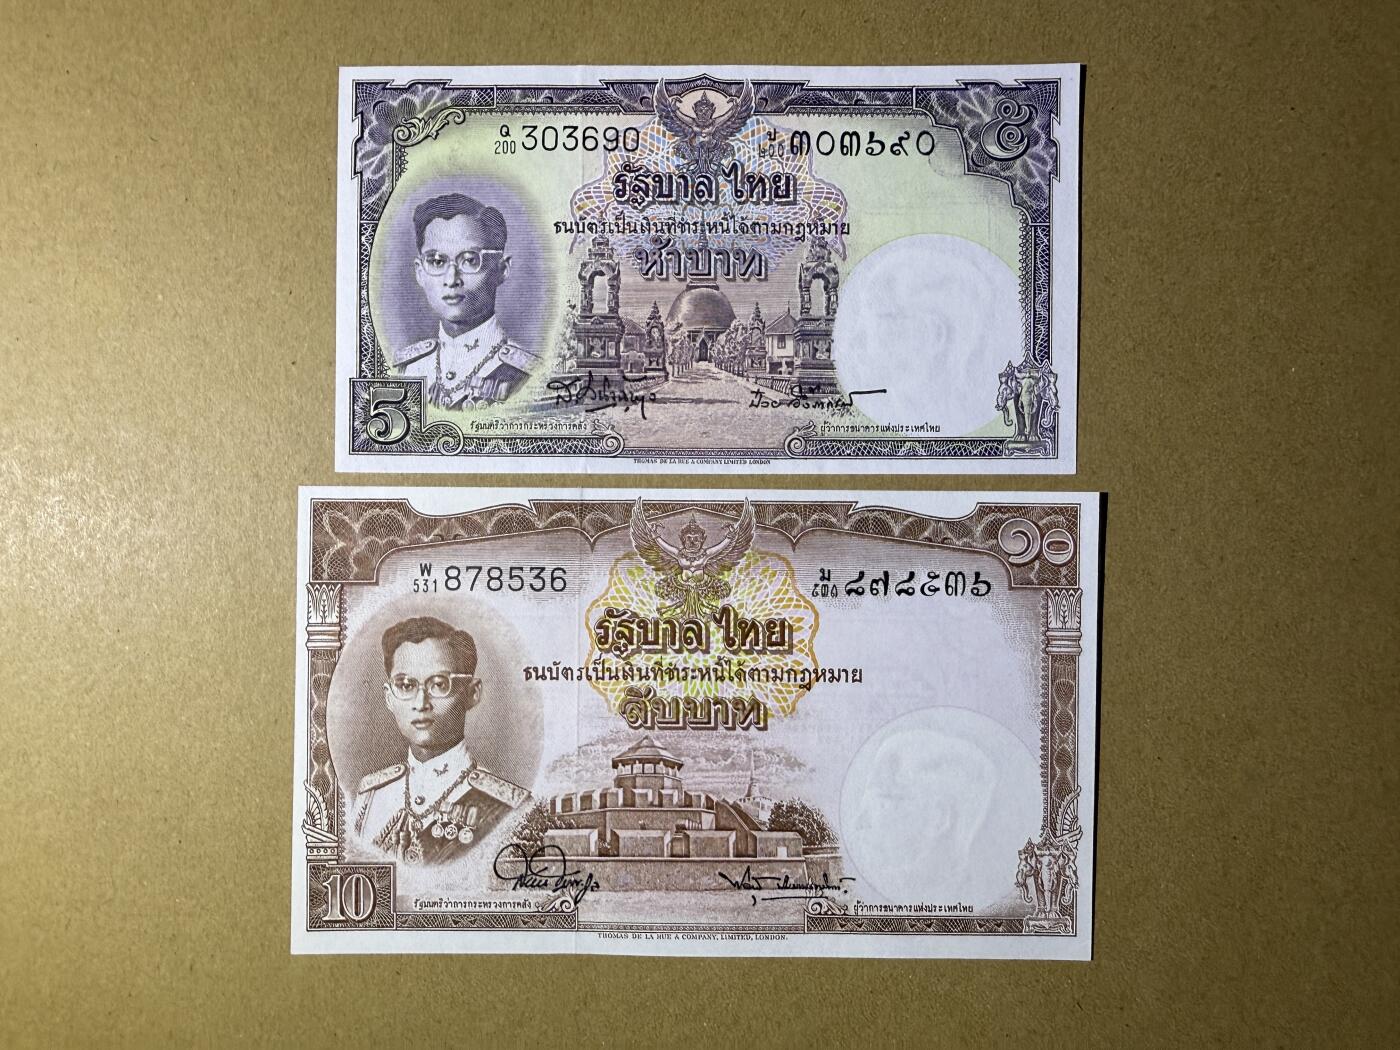 Q
200 303690 ป
๒๐๐ ๓๐๓๖๙๐ ๕
รัฐบาลไทย
ธนบัตร์เป็นเงินที่ชำระหนี้ได้ตามกฎหมาย
ห้าบาท
5
รัฐมนตรีว่าการกระทรวงการคลัง ผู้ว่าการธนาคารแห่งประเทศไทย
THOMAS DE LA RUE & COMPANY, LIMITED, LONDON
๑๐
W
531 878536 ม
๕๓๑ ๘๗๘๕๓๖
รัฐบาลไทย
ธนบัตร์เป็นเงินที่ชำระหนี้ได้ตามกฎหมาย
สิบบาท
10
รัฐมนตรีว่าการกระทรวงการคลัง ผู้ว่าการธนาคารแห่งประเทศไทย
THOMAS DE LA RUE & COMPANY, LIMITED, LONDON.